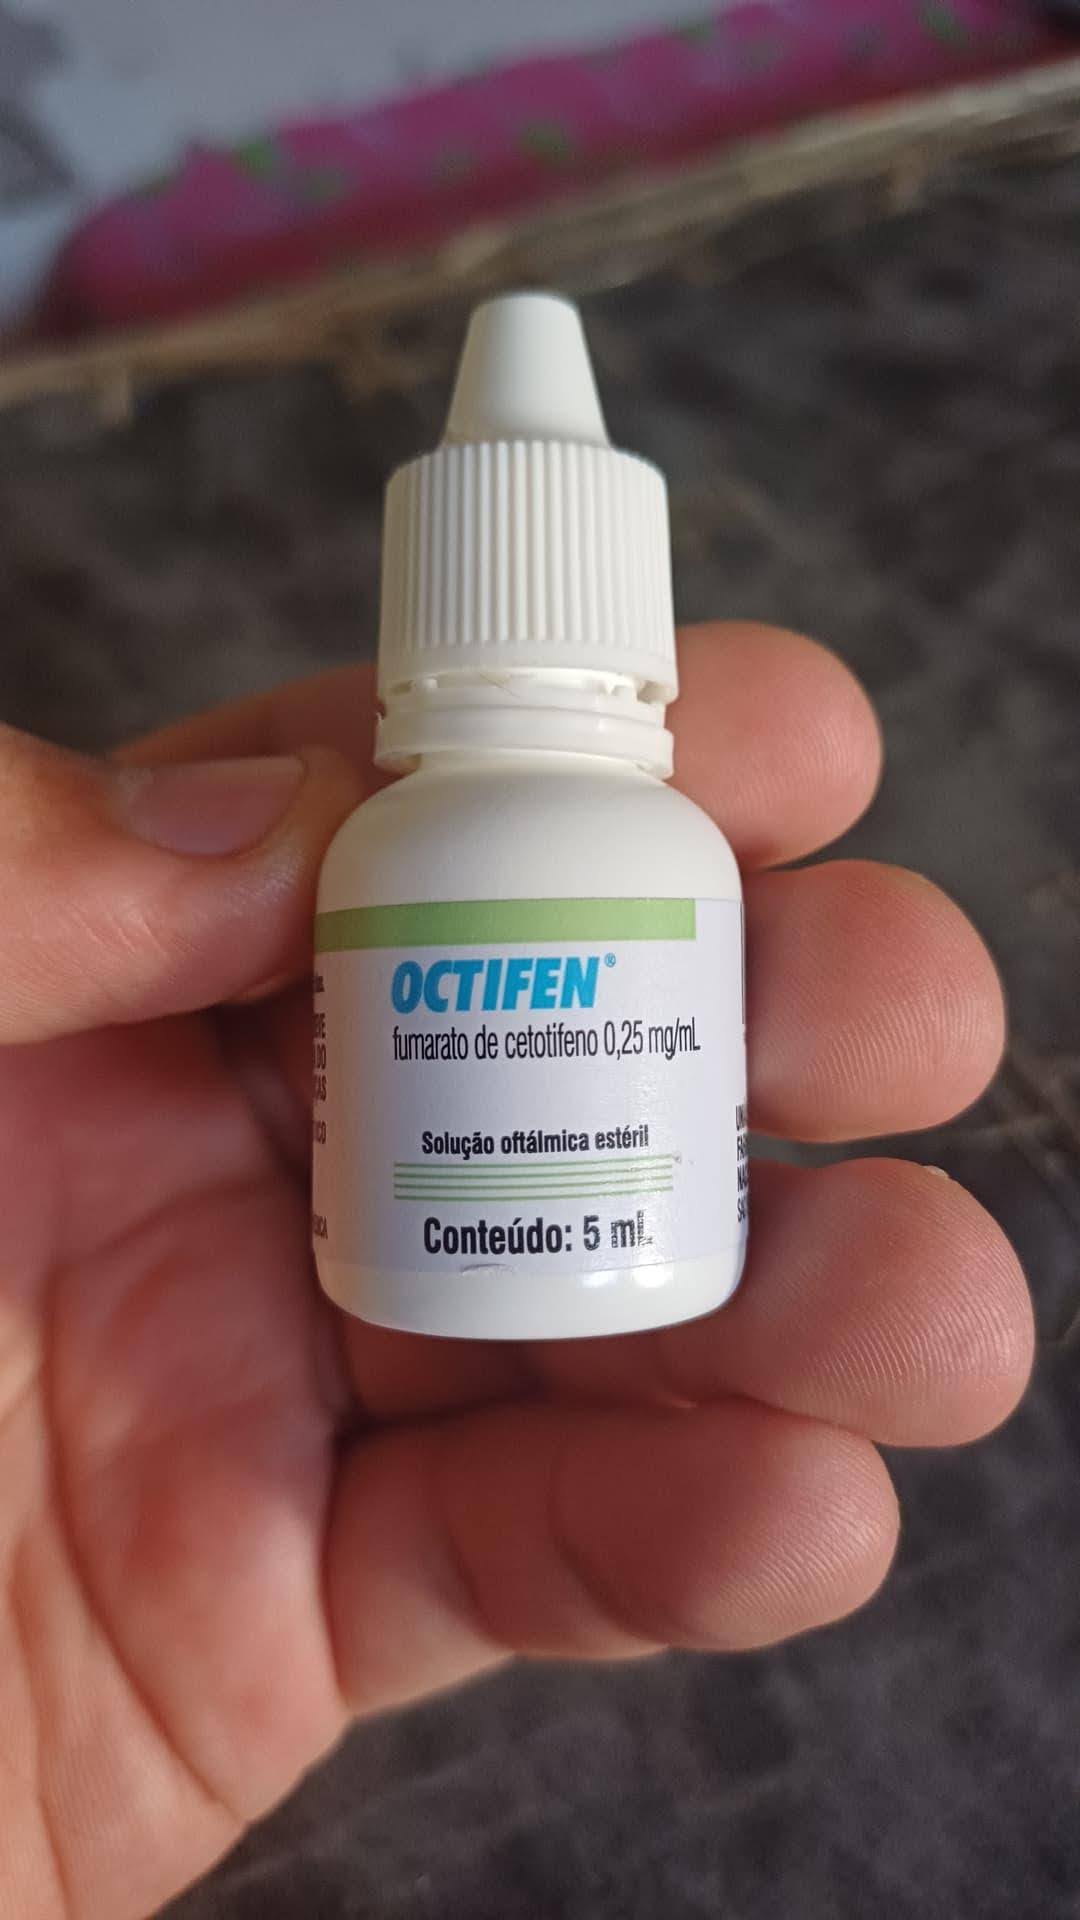 OCTIFEN®
fumarato de cetotifeno 0,25 mg/mL
Solução oftálmica estéril
Conteúdo: 5 mL